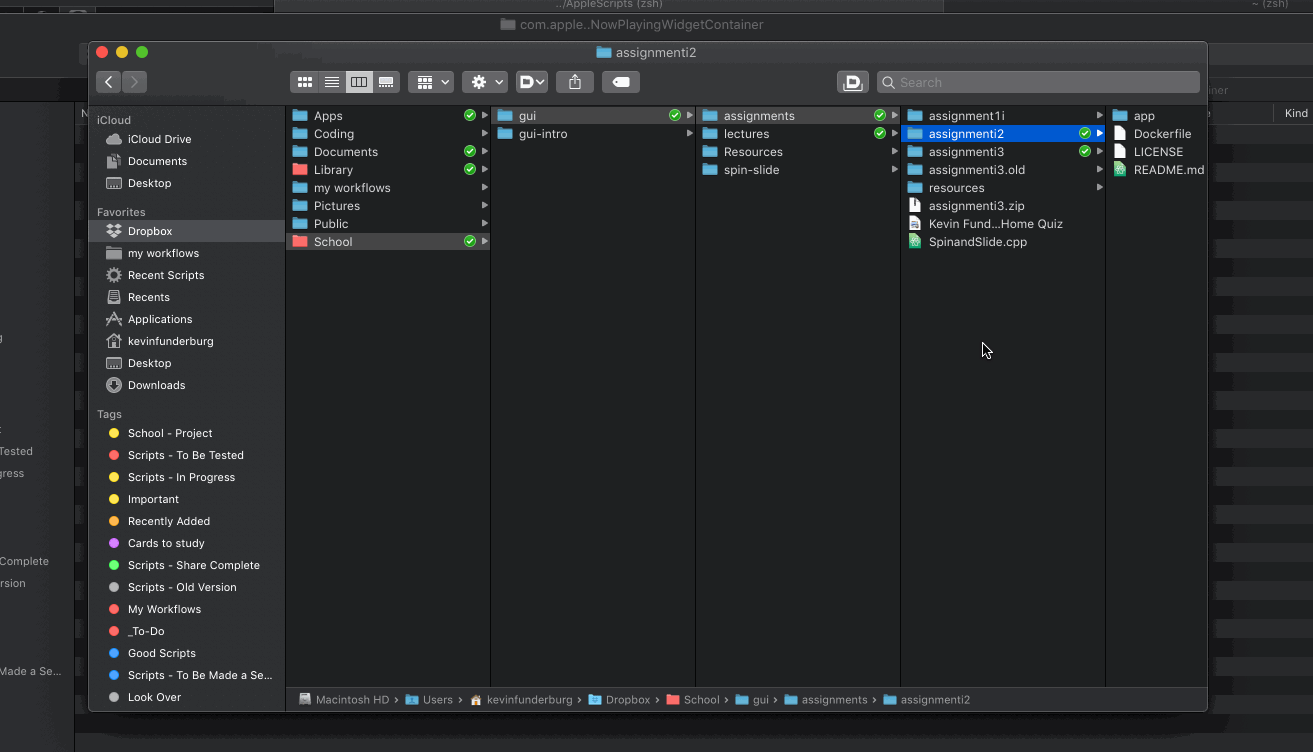 ../AppleScripts (zsh)
~ (zsh)
com.apple..NowPlayingWidgetContainer
assignmenti2
Search
Kind
iCloud
iCloud Drive
Documents
Desktop
Favorites
Dropbox
my workflows
Recent Scripts
Recents
Applications
kevinfunderburg
Desktop
Downloads
Tags
School - Project
Scripts - To Be Tested
Scripts - In Progress
Important
Recently Added
Cards to study
Scripts - Share Complete
Scripts - Old Version
My Workflows
_To-Do
Good Scripts
Scripts - To Be Made a Se...
Look Over
Apps
Coding
Documents
Library
my workflows
Pictures
Public
School
gui
gui-intro
assignments
lectures
Resources
spin-slide
assignment1i
assignmenti2
assignmenti3
assignmenti3.old
resources
assignmenti3.zip
Kevin Fund...Home Quiz
SpinandSlide.cpp
app
Dockerfile
LICENSE
README.md
Macintosh HD › Users › kevinfunderburg › Dropbox › School › gui › assignments › assignmenti2
Tested
gress
Complete
rsion
Made a Se...